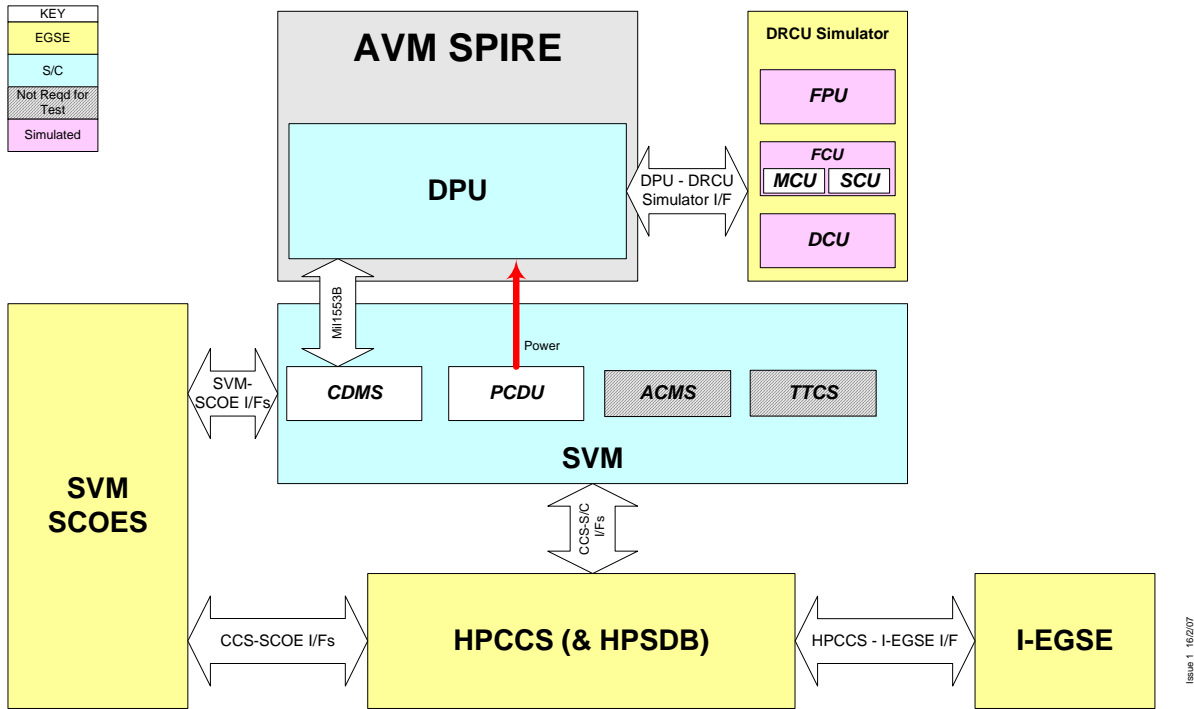 KEY
EGSE
S/C
Not Reqd for
Test
Simulated
AVM SPIRE
DPU
DPU - DRCU
Simulator I/F
DRCU Simulator
FPU
FCU
MCU
SCU
DCU
Mil1553B
Power
SVM-
SCOE I/Fs
CDMS
PCDU
ACMS
TTCS
SVM
SVM
SCOES
CCS-S/C
I/Fs
CCS-SCOE I/Fs
HPCCS (& HPSDB)
HPCCS - I-EGSE I/F
I-EGSE
Issue 1 16/2/07